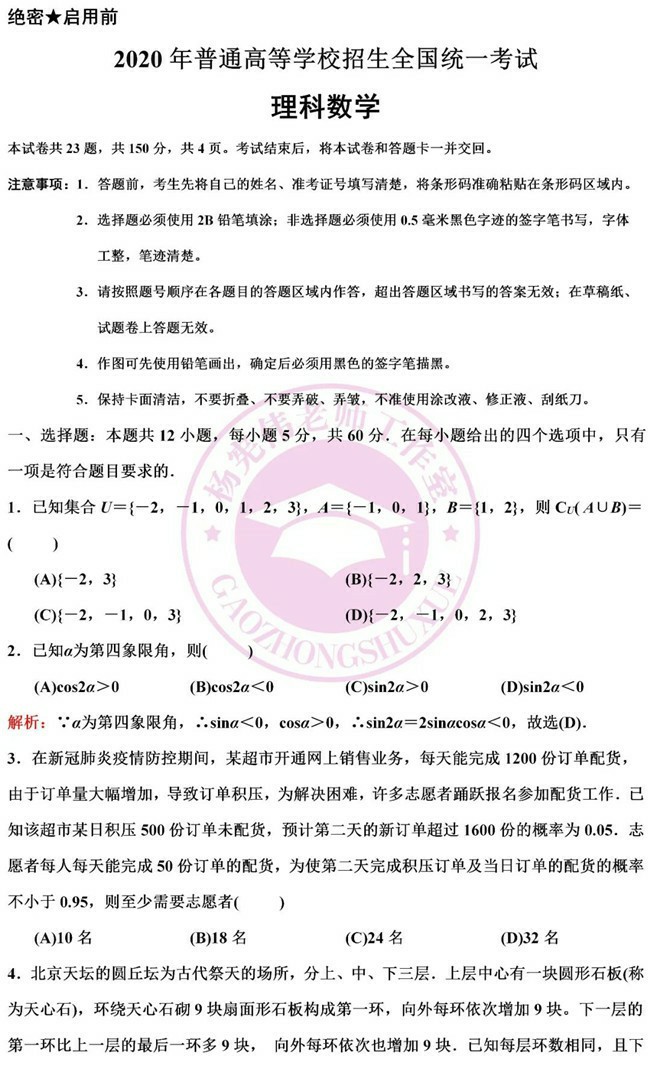 绝密★启用前
2020 年普通高等学校招生全国统一考试
理科数学
本试卷共 23 题，共 150 分，共 4 页。考试结束后，将本试卷和答题卡一并交回。
注意事项：1．答题前，考生先将自己的姓名、准考证号填写清楚，将条形码准确粘贴在条形码区域内。
2．选择题必须使用 2B 铅笔填涂；非选择题必须使用 0.5 毫米黑色字迹的签字笔书写，字体
工整，笔迹清楚。
3．请按照题号顺序在各题目的答题区域内作答，超出答题区域书写的答案无效；在草稿纸、
试题卷上答题无效。
4．作图可先使用铅笔画出，确定后必须用黑色的签字笔描黑。
5．保持卡面清洁，不要折叠、不要弄破、弄皱，不准使用涂改液、修正液、刮纸刀。
一、选择题：本题共 12 小题，每小题 5 分，共 60 分．在每小题给出的四个选项中，只有
一项是符合题目要求的．
1．已知集合 U＝{－2，－1，0，1，2，3}，A＝{－1，0，1}，B＝{1，2}，则 C_U( A∪B)＝
(　　)
(A){－2，3}　(B){－2，2，3}
(C){－2，－1，0，3}　(D){－2，－1，0，2，3}
2．已知α为第四象限角，则(　　)
(A)cos2α＞0　(B)cos2α＜0　(C)sin2α＞0　(D)sin2α＜0
解析：∵α为第四象限角，∴sinα＜0，cosα＞0，∴sin2α＝2sinαcosα＜0，故选(D)．
3．在新冠肺炎疫情防控期间，某超市开通网上销售业务，每天能完成 1200 份订单配货，
由于订单量大幅增加，导致订单积压，为解决困难，许多志愿者踊跃报名参加配货工作．已
知该超市某日积压 500 份订单未配货，预计第二天的新订单超过 1600 份的概率为 0.05．志
愿者每人每天能完成 50 份订单的配货，为使第二天完成积压订单及当日订单的配货的概率
不小于 0.95，则至少需要志愿者(　　)
(A)10 名　(B)18 名　(C)24 名　(D)32 名
4．北京天坛的圆丘坛为古代祭天的场所，分上、中、下三层．上层中心有一块圆形石板(称
为天心石)，环绕天心石砌 9 块扇面形石板构成第一环，向外每环依次增加 9 块。下一层的
第一环比上一层的最后一环多 9 块， 向外每环依次也增加 9 块．已知每层环数相同，且下
杨宪伟老师工作室
GAOZHONGSHUXUE